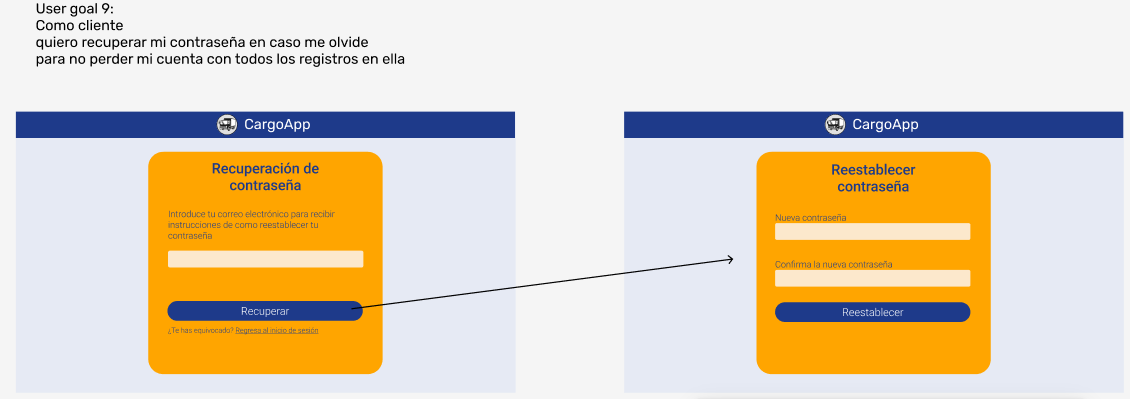 User goal 9:
Como cliente
quiero recuperar mi contraseña en caso me olvide
para no perder mi cuenta con todos los registros en ella
CargoApp
Recuperación de
contraseña
Introduce tu correo electrónico para recibir
instrucciones de como reestablecer tu
contraseña
Recuperar
¿Te has equivocado? Regresa al inicio de sesión
CargoApp
Reestablecer
contraseña
Nueva contraseña
Confirma la nueva contraseña
Reestablecer